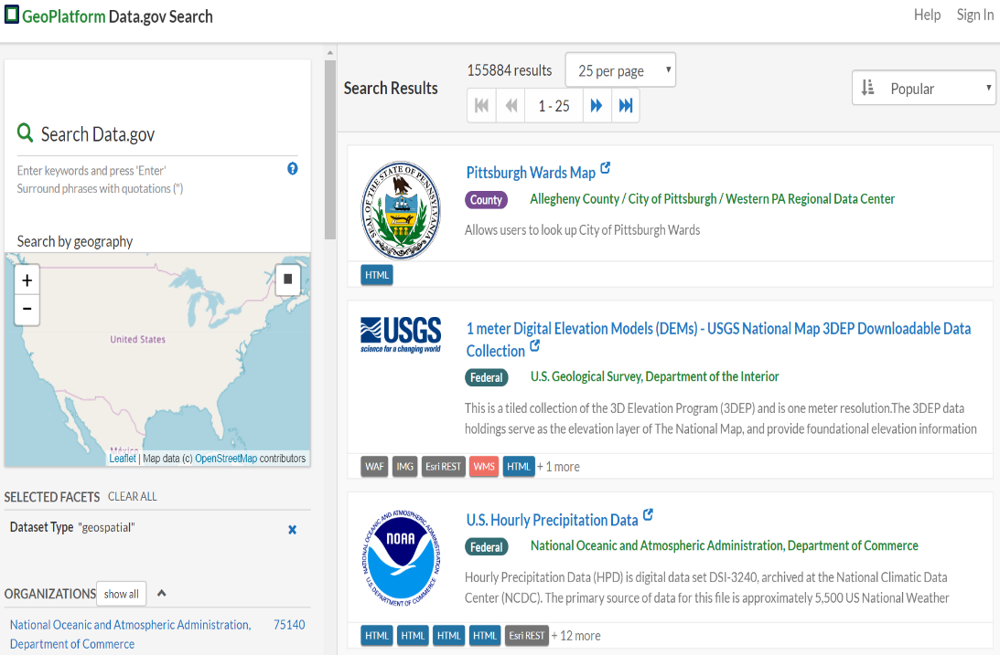 GeoPlatform Data.gov Search
Help Sign In
Search Data.gov
Enter keywords and press 'Enter'
Surround phrases with quotations (")
Search by geography
+
−
United States
México
Leaflet | Map data (c) OpenStreetMap contributors
SELECTED FACETS CLEAR ALL
Dataset Type "geospatial"
ORGANIZATIONS show all
National Oceanic and Atmospheric Administration, 75140
Department of Commerce
Search Results
155884 results 25 per page
1 - 25
Popular
SEAL OF THE STATE OF PENNSYLVANIA
Pittsburgh Wards Map
County Allegheny County / City of Pittsburgh / Western PA Regional Data Center
Allows users to look up City of Pittsburgh Wards
HTML
USGS
science for a changing world
1 meter Digital Elevation Models (DEMs) - USGS National Map 3DEP Downloadable Data
Collection
Federal U.S. Geological Survey, Department of the Interior
This is a tiled collection of the 3D Elevation Program (3DEP) and is one meter resolution.The 3DEP data
holdings serve as the elevation layer of The National Map, and provide foundational elevation information
WAF IMG Esri REST WMS HTML + 1 more
NATIONAL OCEANIC AND ATMOSPHERIC ADMINISTRATION
NOAA
U.S. DEPARTMENT OF COMMERCE
U.S. Hourly Precipitation Data
Federal National Oceanic and Atmospheric Administration, Department of Commerce
Hourly Precipitation Data (HPD) is digital data set DSI-3240, archived at the National Climatic Data
Center (NCDC). The primary source of data for this file is approximately 5,500 US National Weather
HTML HTML HTML HTML Esri REST + 12 more